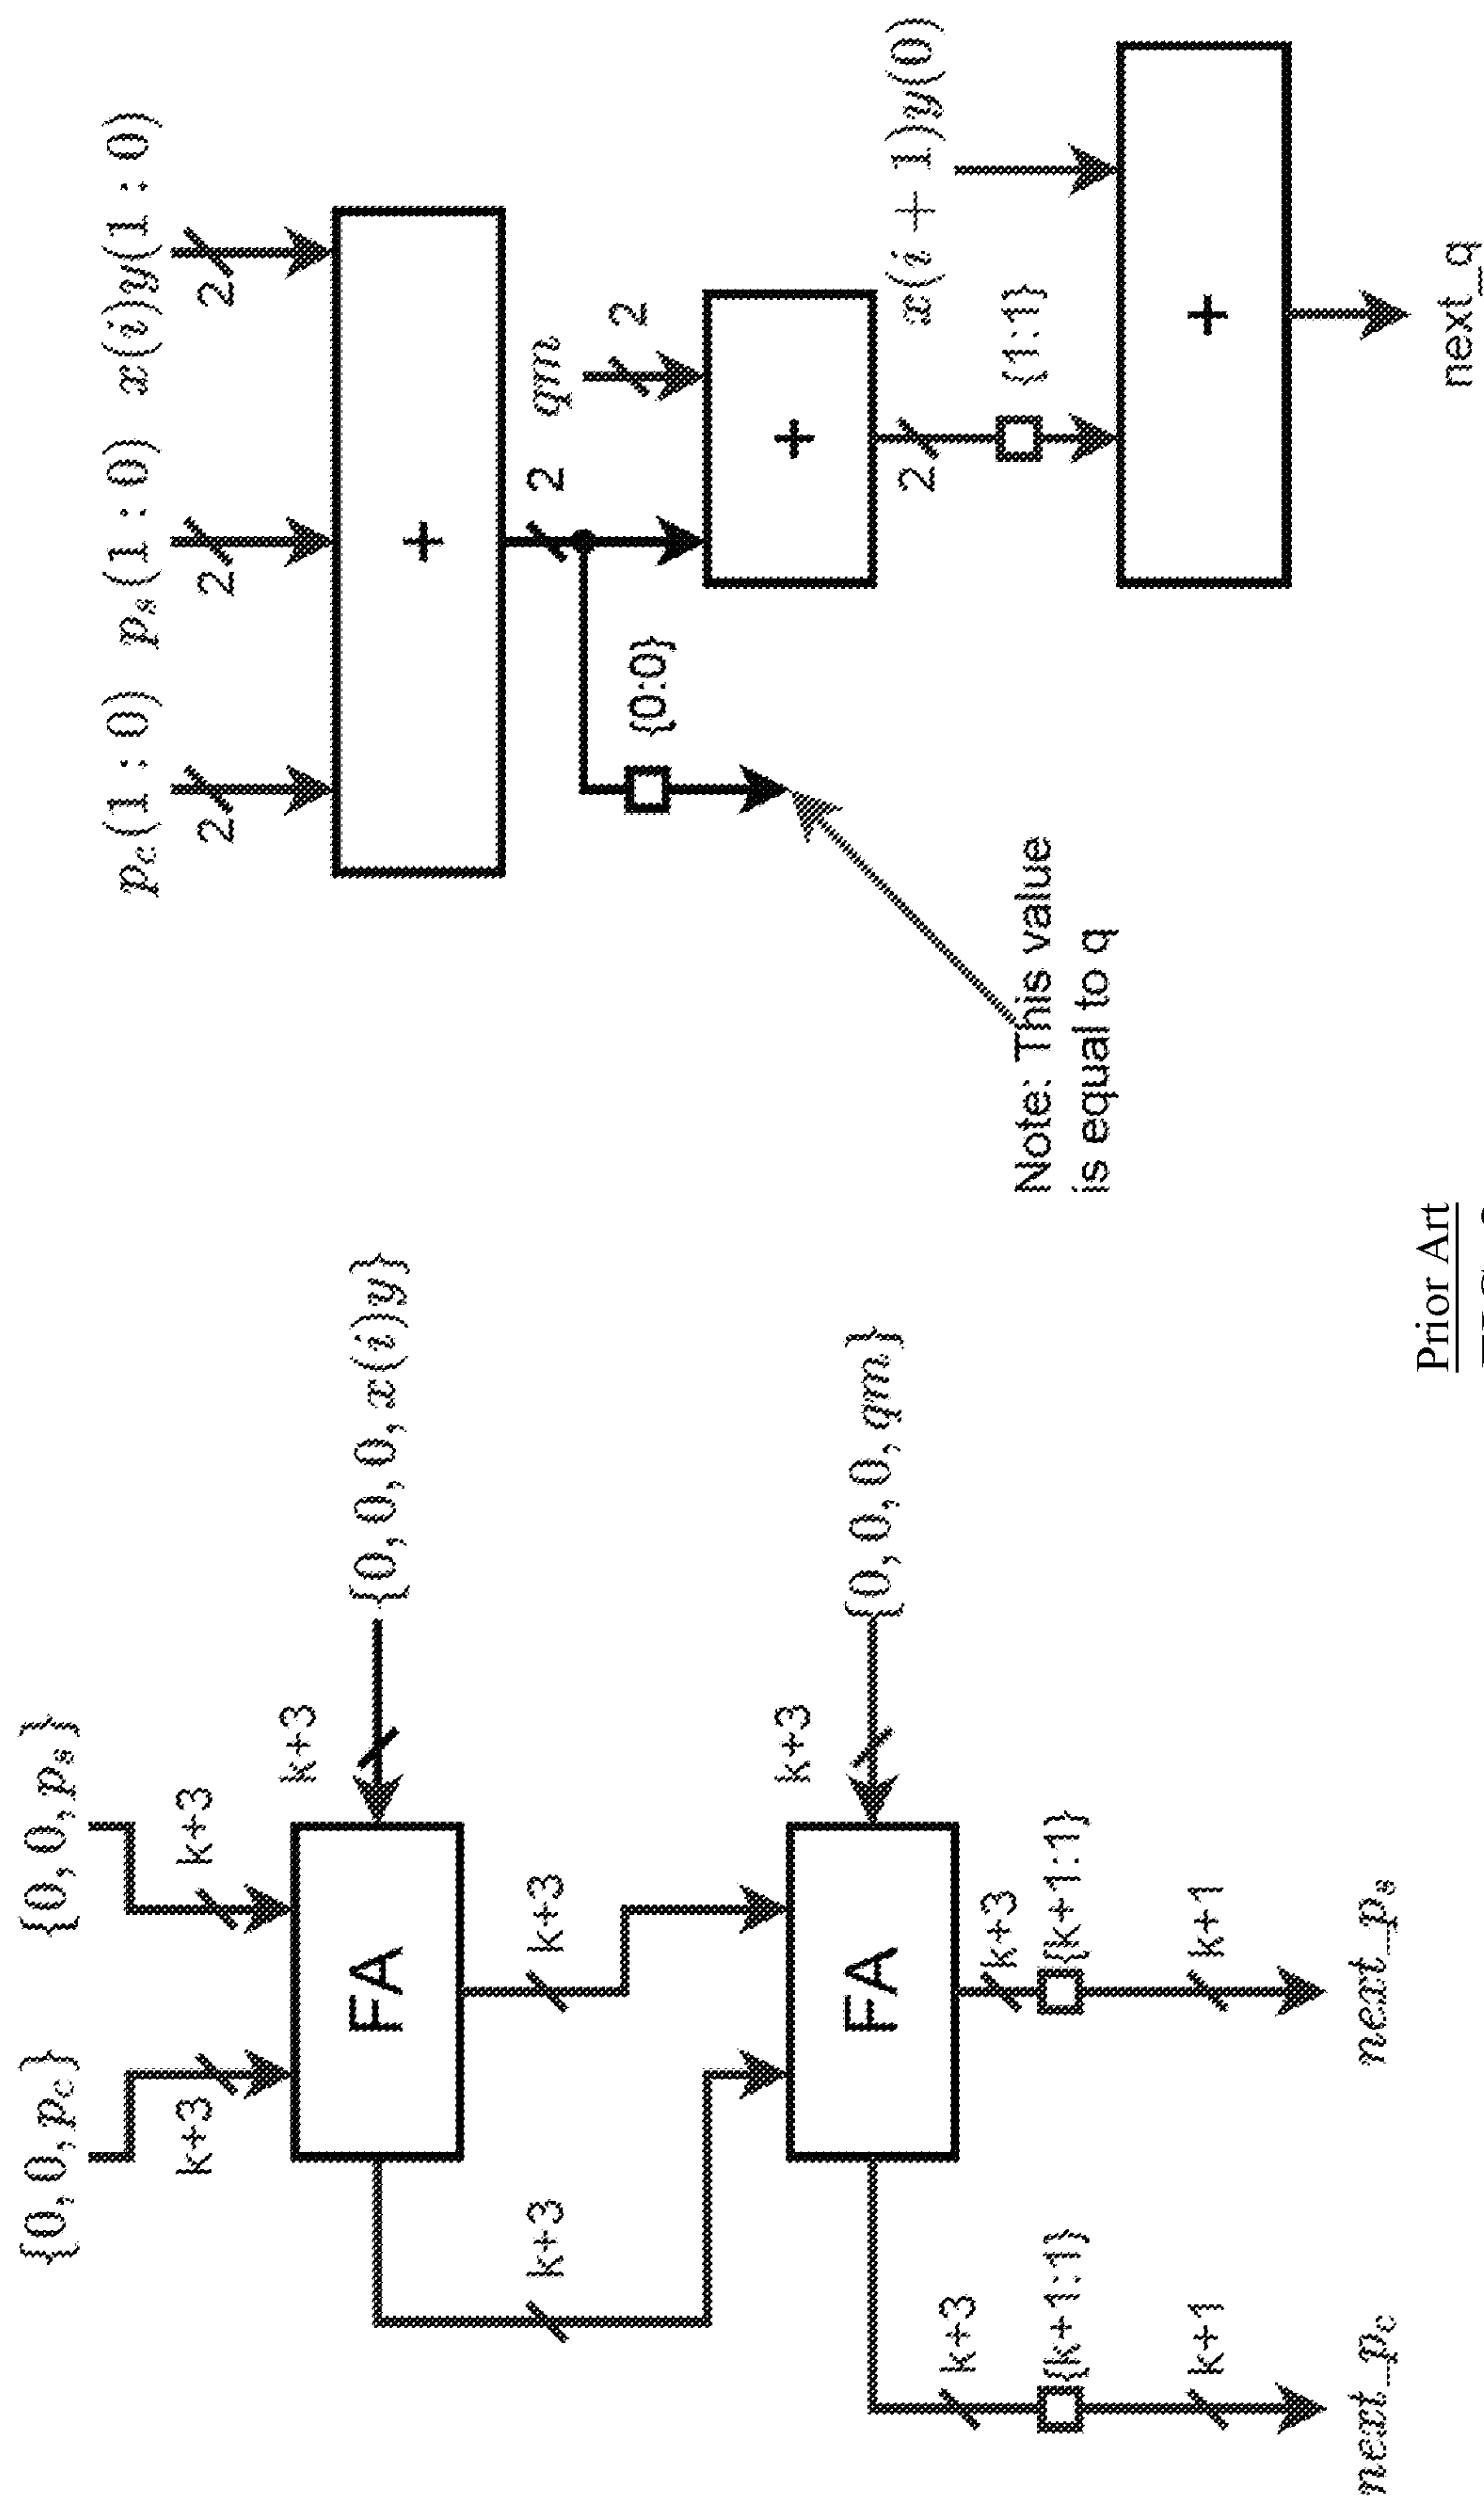 {0, 0, p_c} {0, 0, p_s}
k+3 k+3
k+3 {0, 0, 0, x(i)y}
FA
k+3 k+3
k+3 {0, 0, 0, qm}
FA
k+3 k+3
{k+1:1} {k+1:1}
k+1 k+1
next_p_c next_p_s
p_c(1 : 0) p_s(1 : 0) x(i)y(1 : 0)
2 2 2
+
2 qm
2
{0:0}
+
2 x(i + 1)y(0)
{1:1}
+
next_q
Note: This value
is equal to q
Prior Art